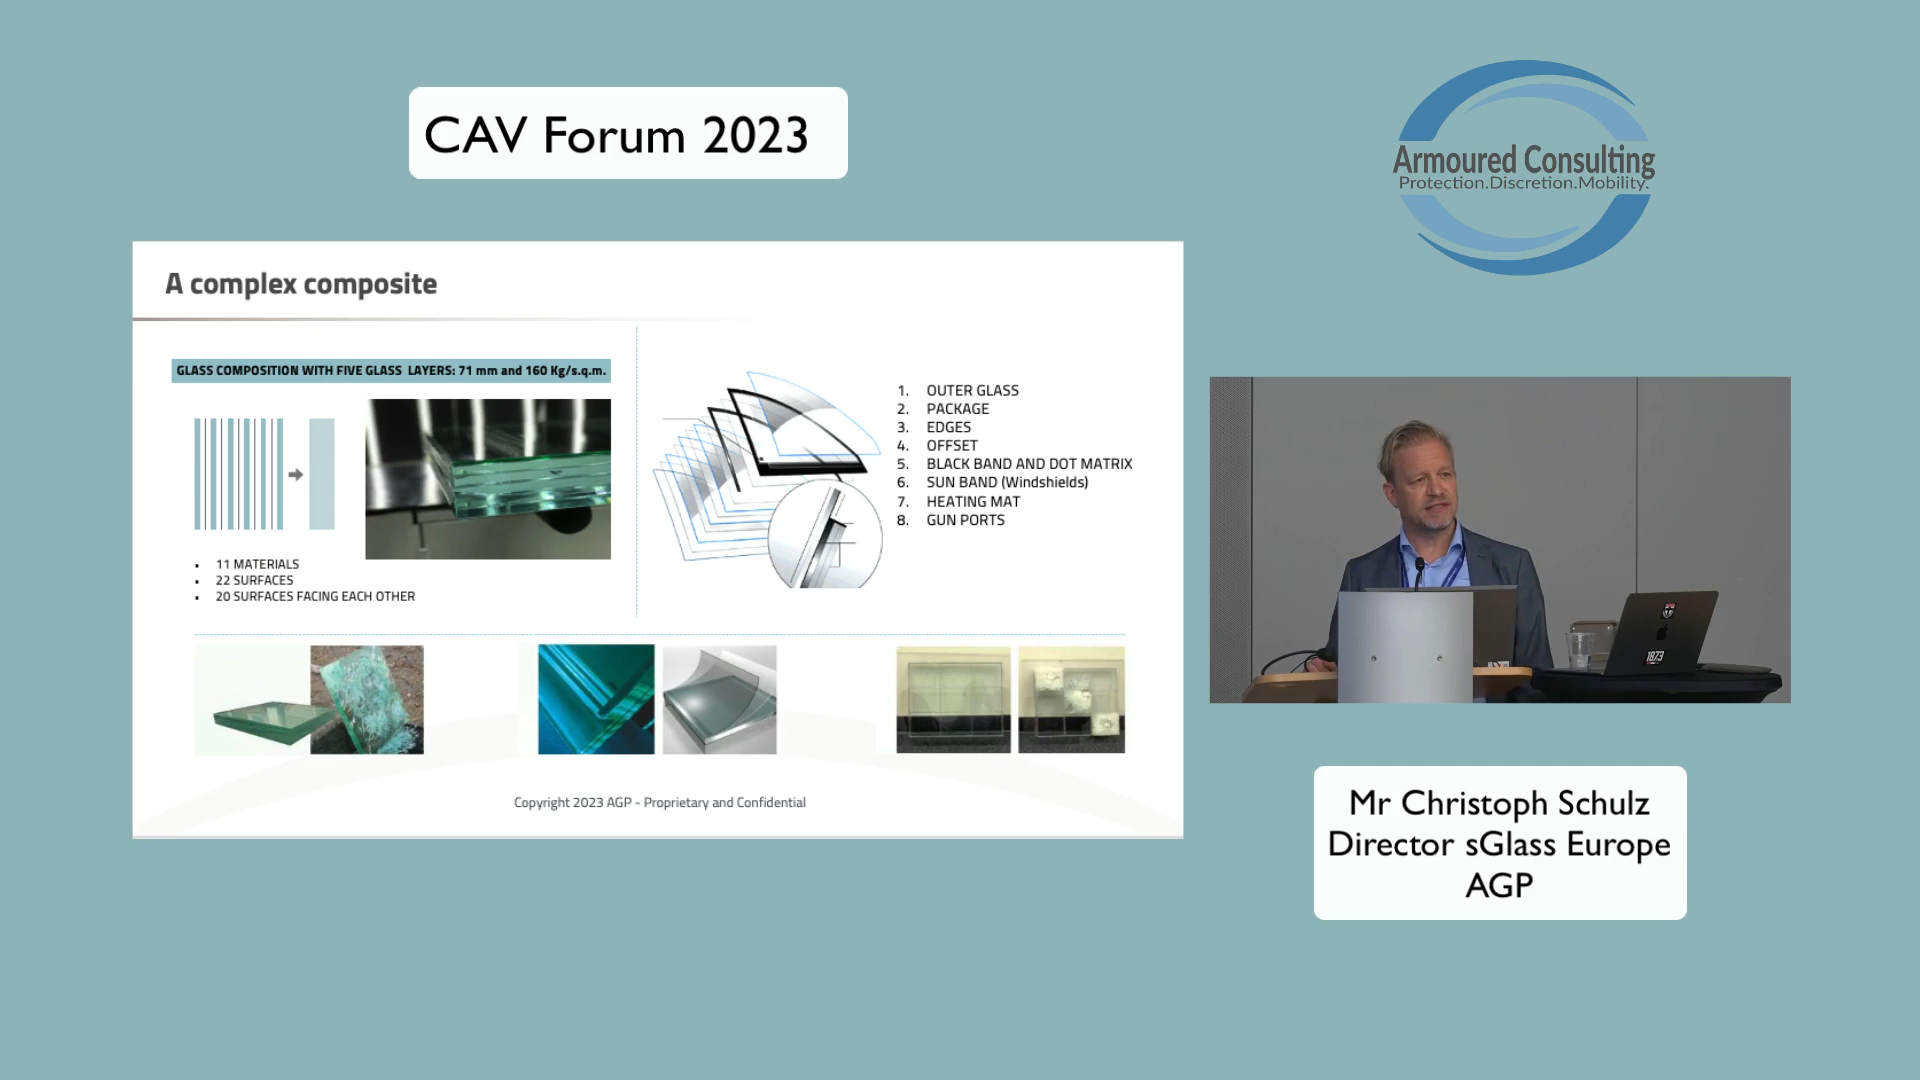 CAV Forum 2023
Armoured Consulting
Protection.Discretion.Mobility.
A complex composite
GLASS COMPOSITION WITH FIVE GLASS LAYERS: 71 mm and 160 Kg/s.q.m.
• 11 MATERIALS
• 22 SURFACES
• 20 SURFACES FACING EACH OTHER
1. OUTER GLASS
2. PACKAGE
3. EDGES
4. OFFSET
5. BLACK BAND AND DOT MATRIX
6. SUN BAND (Windshields)
7. HEATING MAT
8. GUN PORTS
Copyright 2023 AGP - Proprietary and Confidential
1873
Mr Christoph Schulz
Director sGlass Europe
AGP